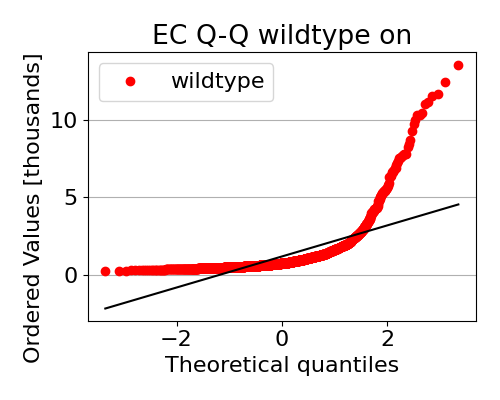 EC Q-Q wildtype on
wildtype
Ordered Values [thousands]
10
5
0
−2
0
2
Theoretical quantiles